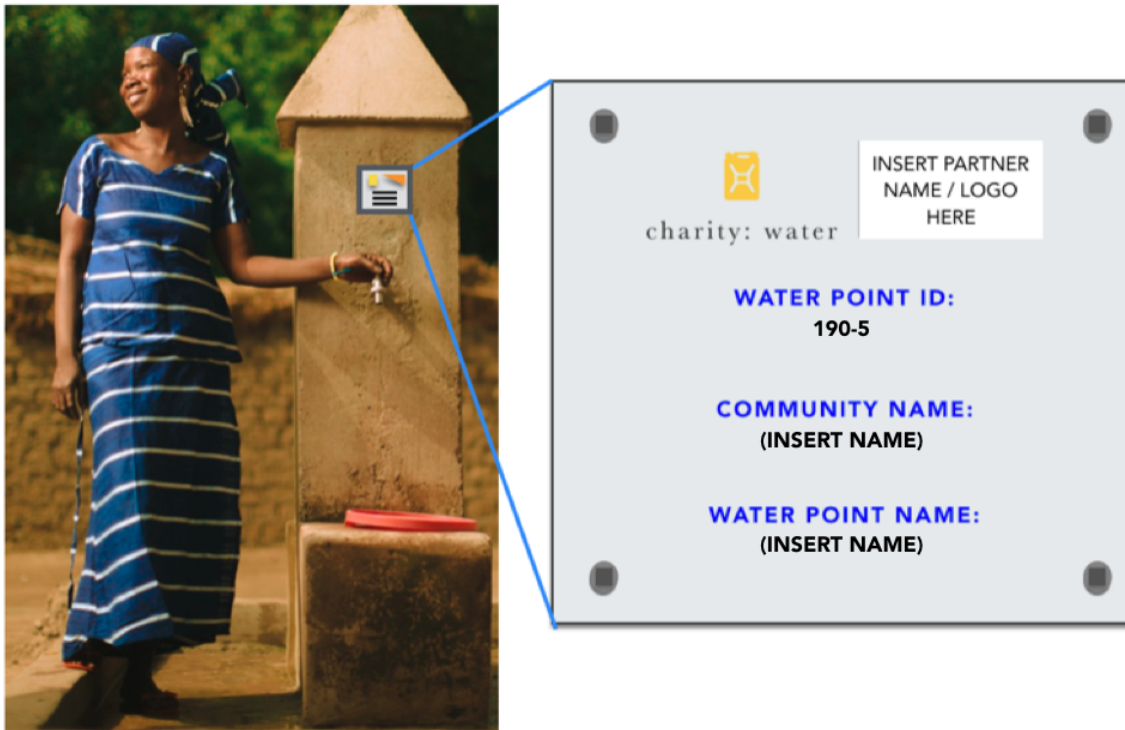 charity: water
INSERT PARTNER
NAME / LOGO
HERE
WATER POINT ID:
190-5
COMMUNITY NAME:
(INSERT NAME)
WATER POINT NAME:
(INSERT NAME)